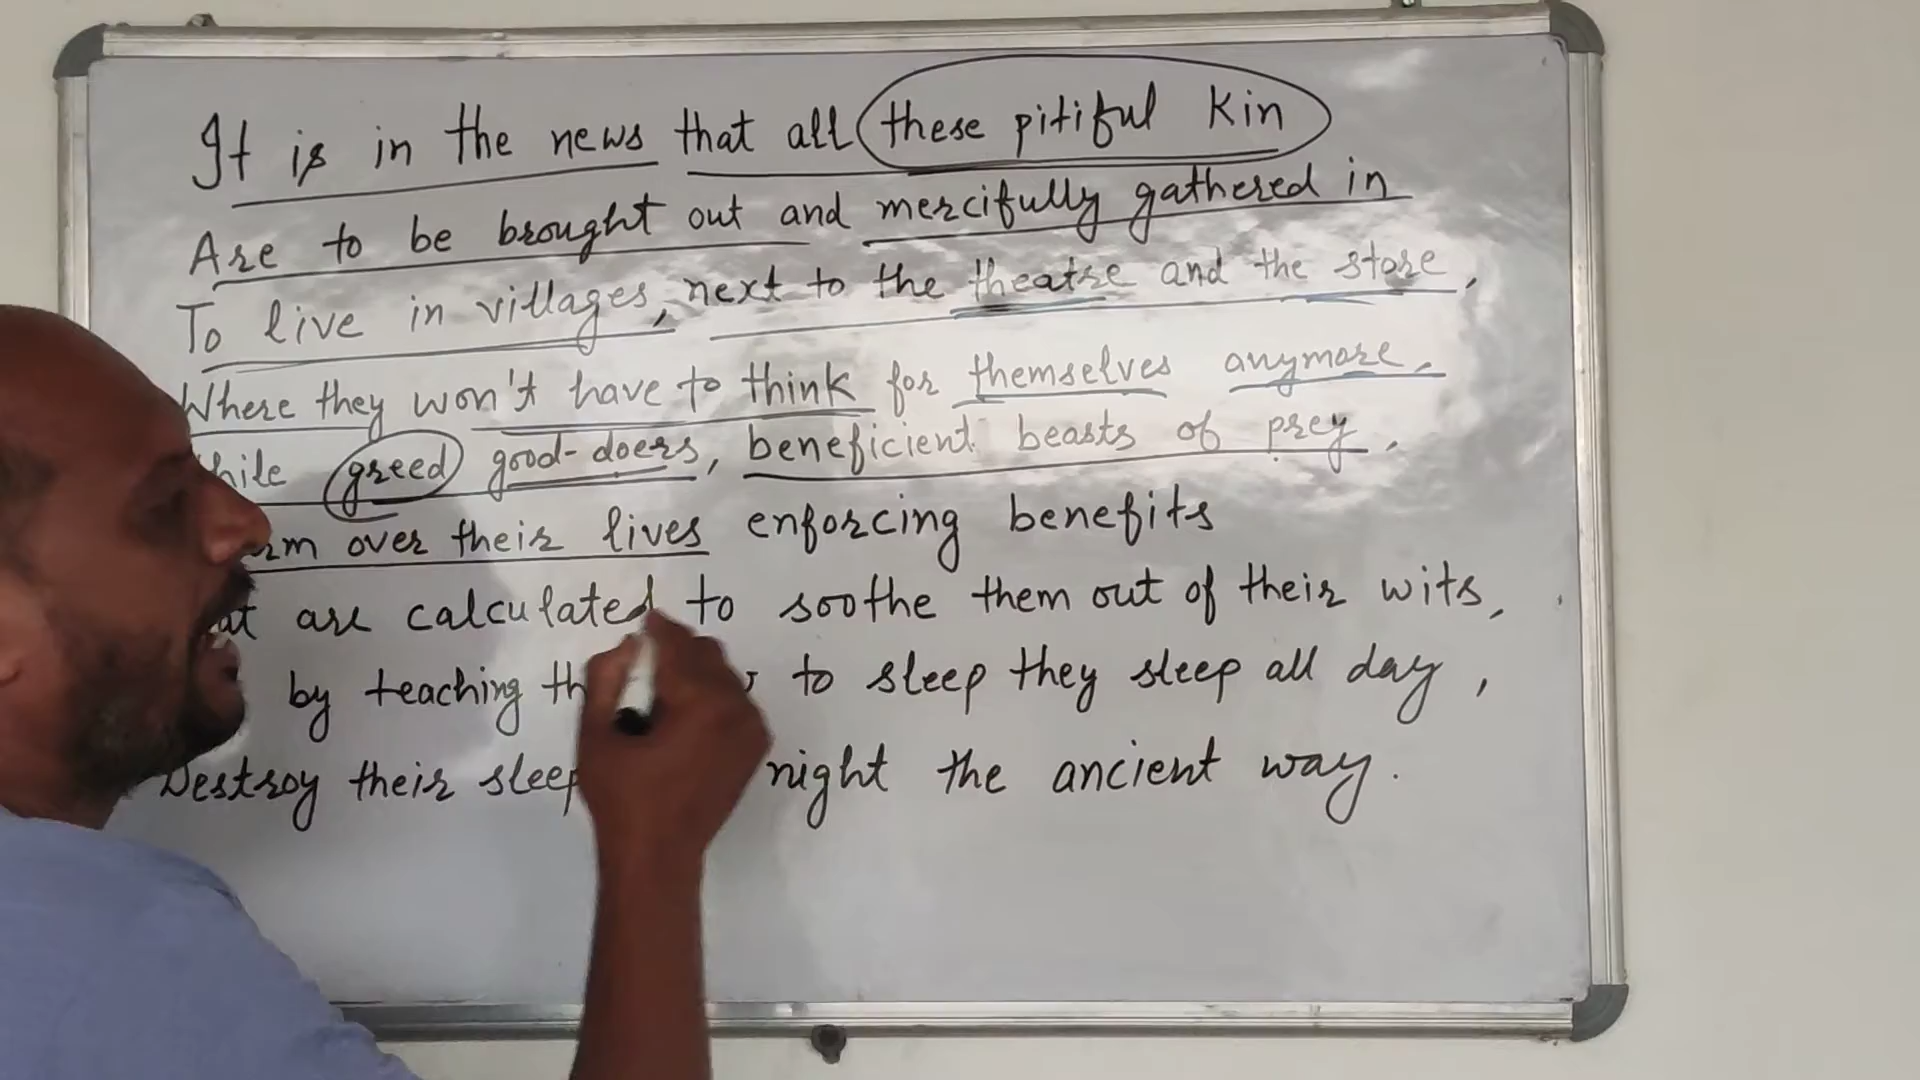 It is in the news that all these pitiful Kin
Are to be brought out and mercifully gathered in
To live in villages, next to the theatre and the store,
Where they won't have to think for themselves anymore.
hile greed good-doers, beneficient beasts of prey.
rm over their lives enforcing benefits
at are calculated to soothe them out of their wits,
by teaching th to sleep they sleep all day,
Destroy their sleep night the ancient way.